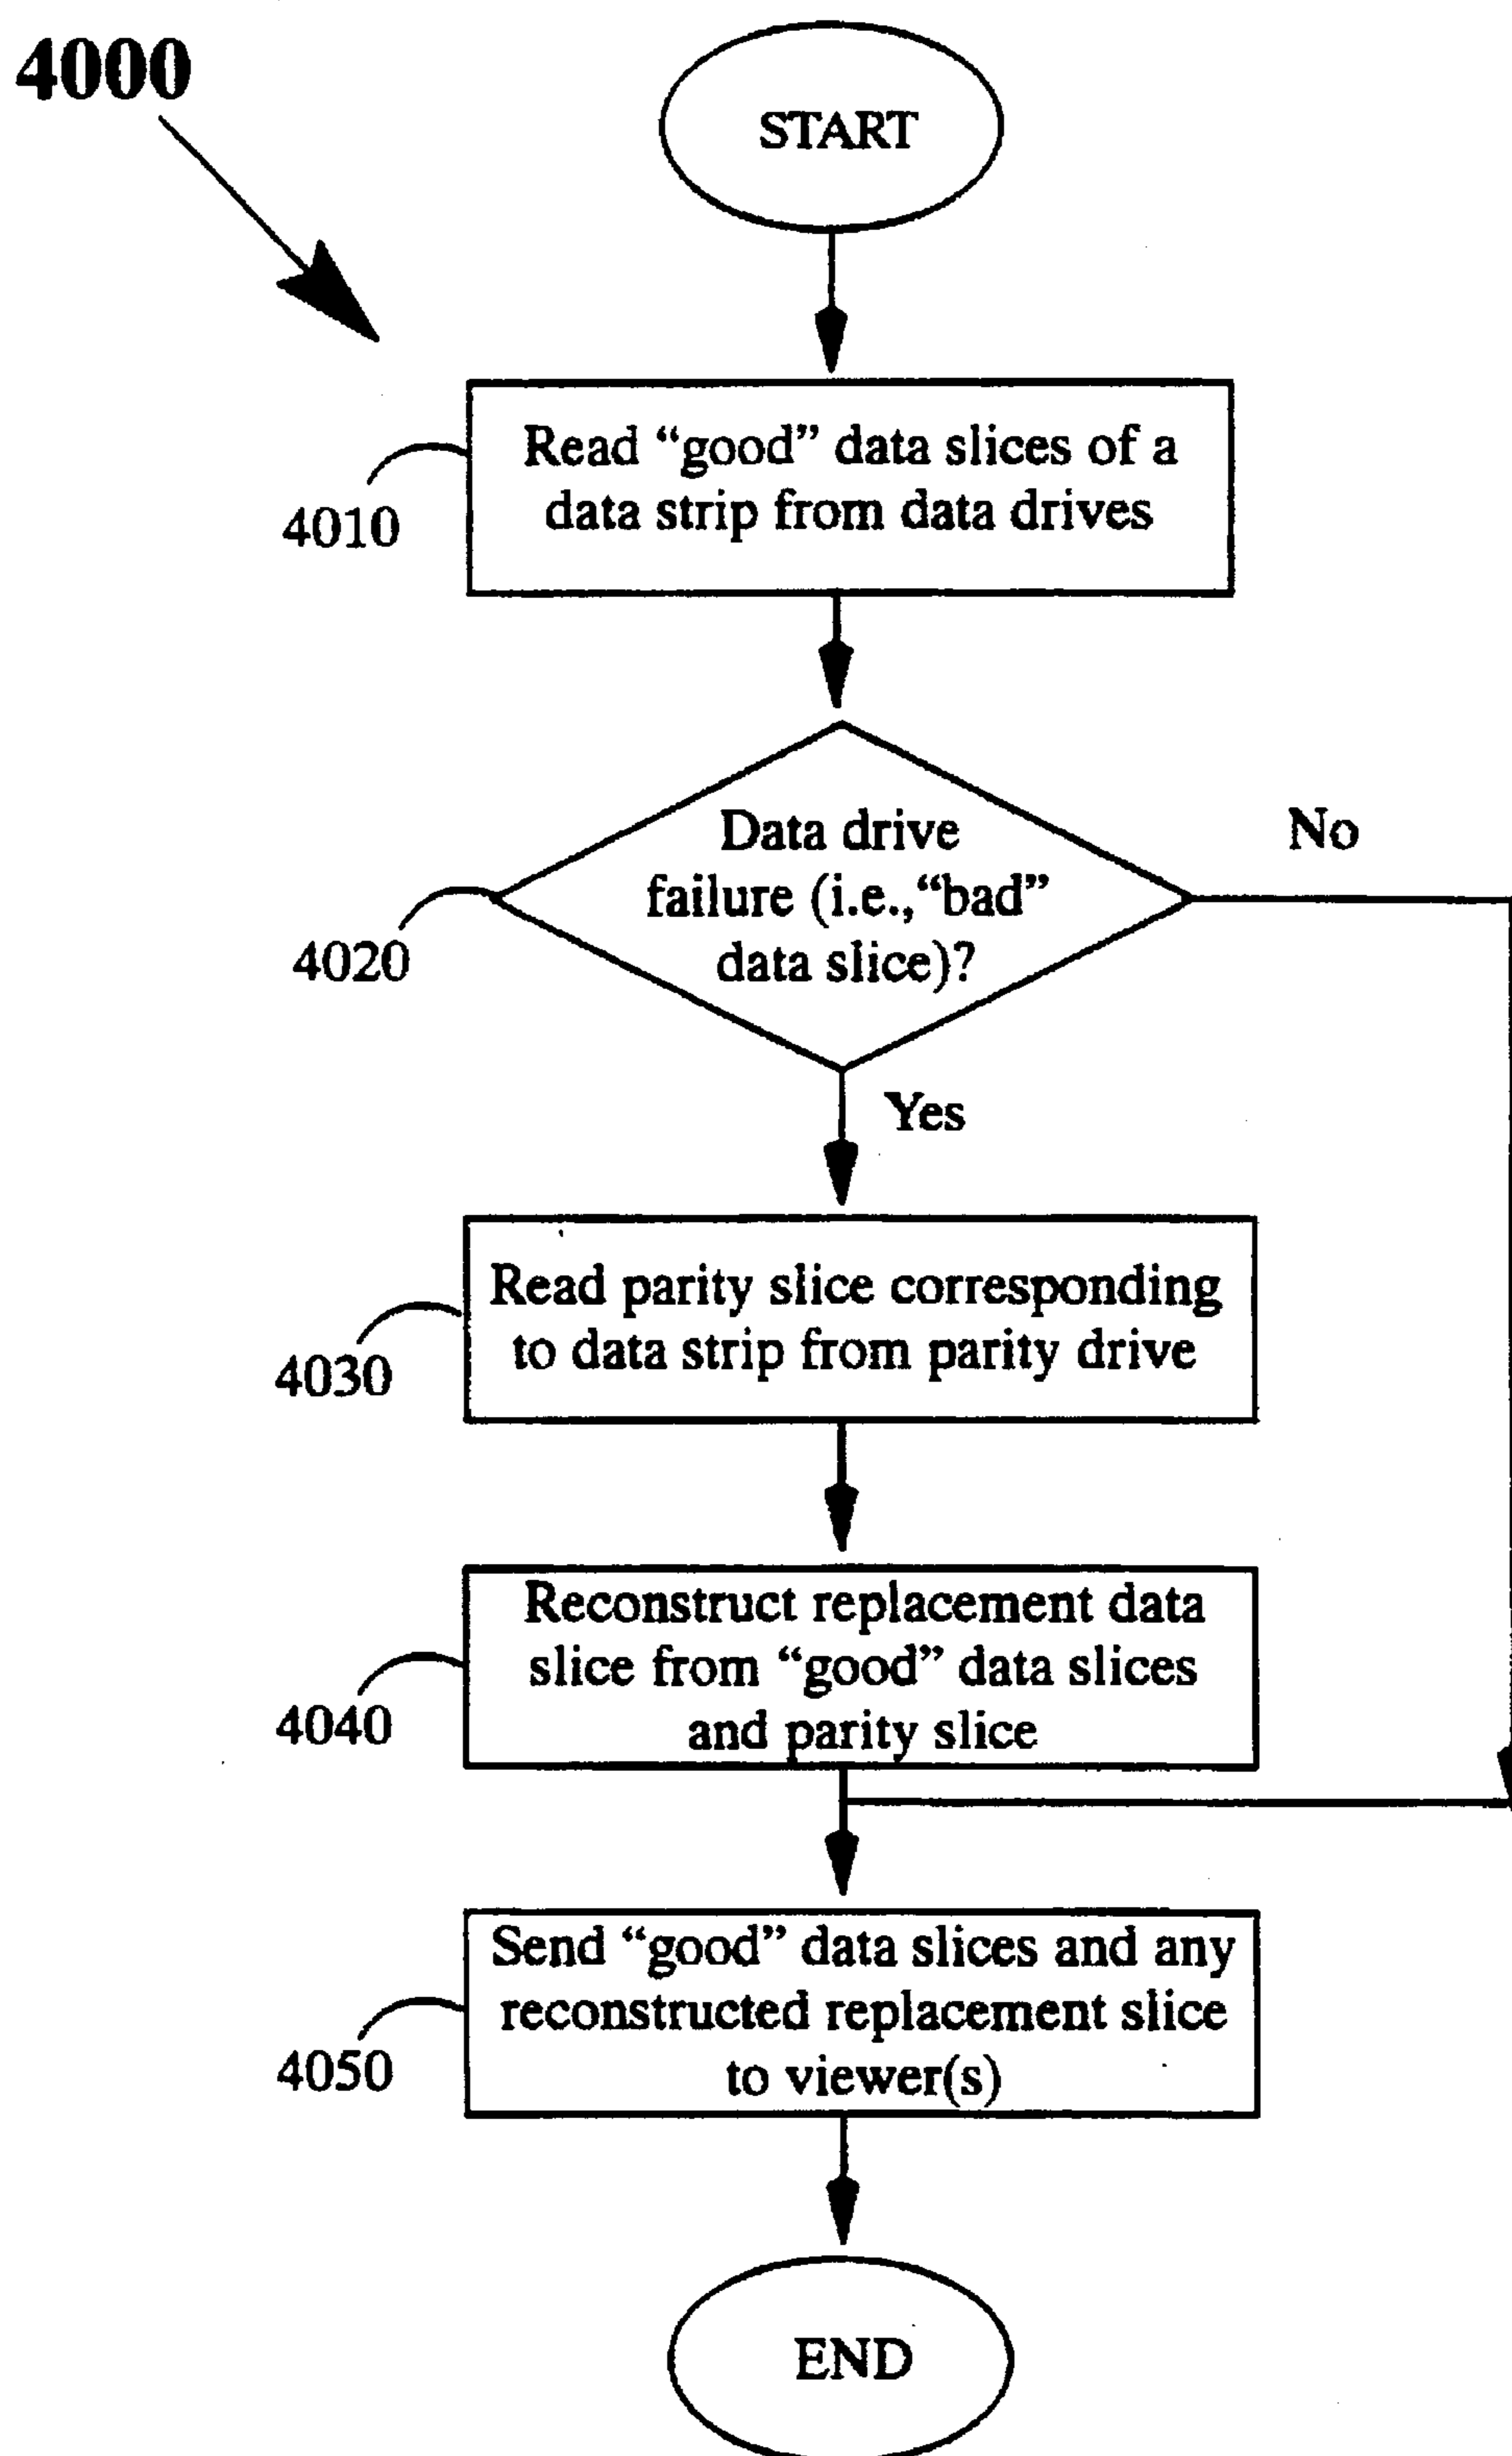 4000
START
Read “good” data slices of a
data strip from data drives
4010
Data drive
failure (i.e.,“bad”
data slice)?
No
4020
Yes
Read parity slice corresponding
to data strip from parity drive
4030
Reconstruct replacement data
slice from “good” data slices
and parity slice
4040
Send “good” data slices and any
reconstructed replacement slice
to viewer(s)
4050
END